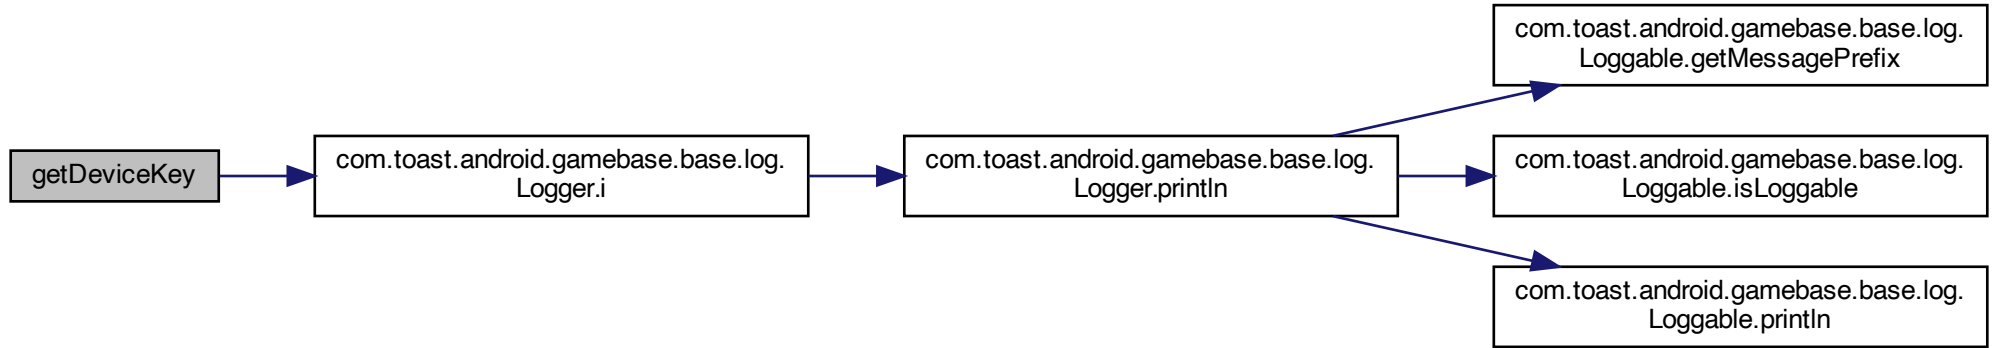 getDeviceKey
com.toast.android.gamebase.base.log.
Logger.i
com.toast.android.gamebase.base.log.
Logger.println
com.toast.android.gamebase.base.log.
Loggable.getMessagePrefix
com.toast.android.gamebase.base.log.
Loggable.isLoggable
com.toast.android.gamebase.base.log.
Loggable.println